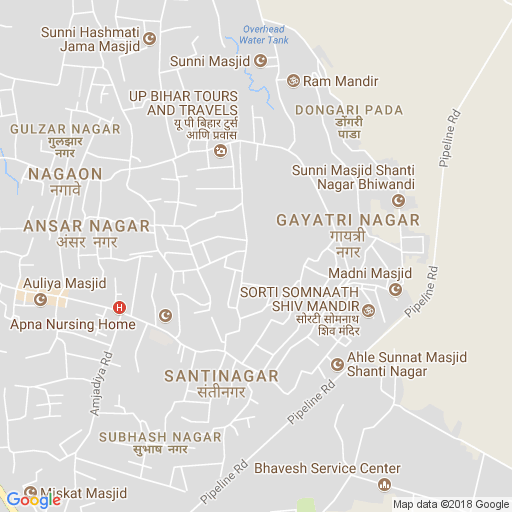 Overhead
Water Tank
Sunni Hashmati
Jama Masjid
Sunni Masjid
Ram Mandir
UP BIHAR TOURS
AND TRAVELS
यू पी बिहार टुर्स
आणि प्रवास
DONGARI PADA
डोंगरी
पाडा
Pipeline Rd
GULZAR NAGAR
गुलझार
नगर
NAGAON
नगावे
Sunni Masjid Shanti
Nagar Bhiwandi
ANSAR NAGAR
अंसर नगर
GAYATRI NAGAR
गायत्री
नगर
Auliya Masjid
Madni Masjid
Pipeline Rd
SORTI SOMNAATH
SHIV MANDIR
सोरटी सोमनाथ
शिव मंदिर
H
Apna Nursing Home
Amjadiya Rd
Ahle Sunnat Masjid
Shanti Nagar
SANTINAGAR
संतीनगर
Pipeline Rd
SUBHASH NAGAR
सुभाष नगर
Pipeline Rd
Bhavesh Service Center
Miskat Masjid
Google
Map data ©2018 Google